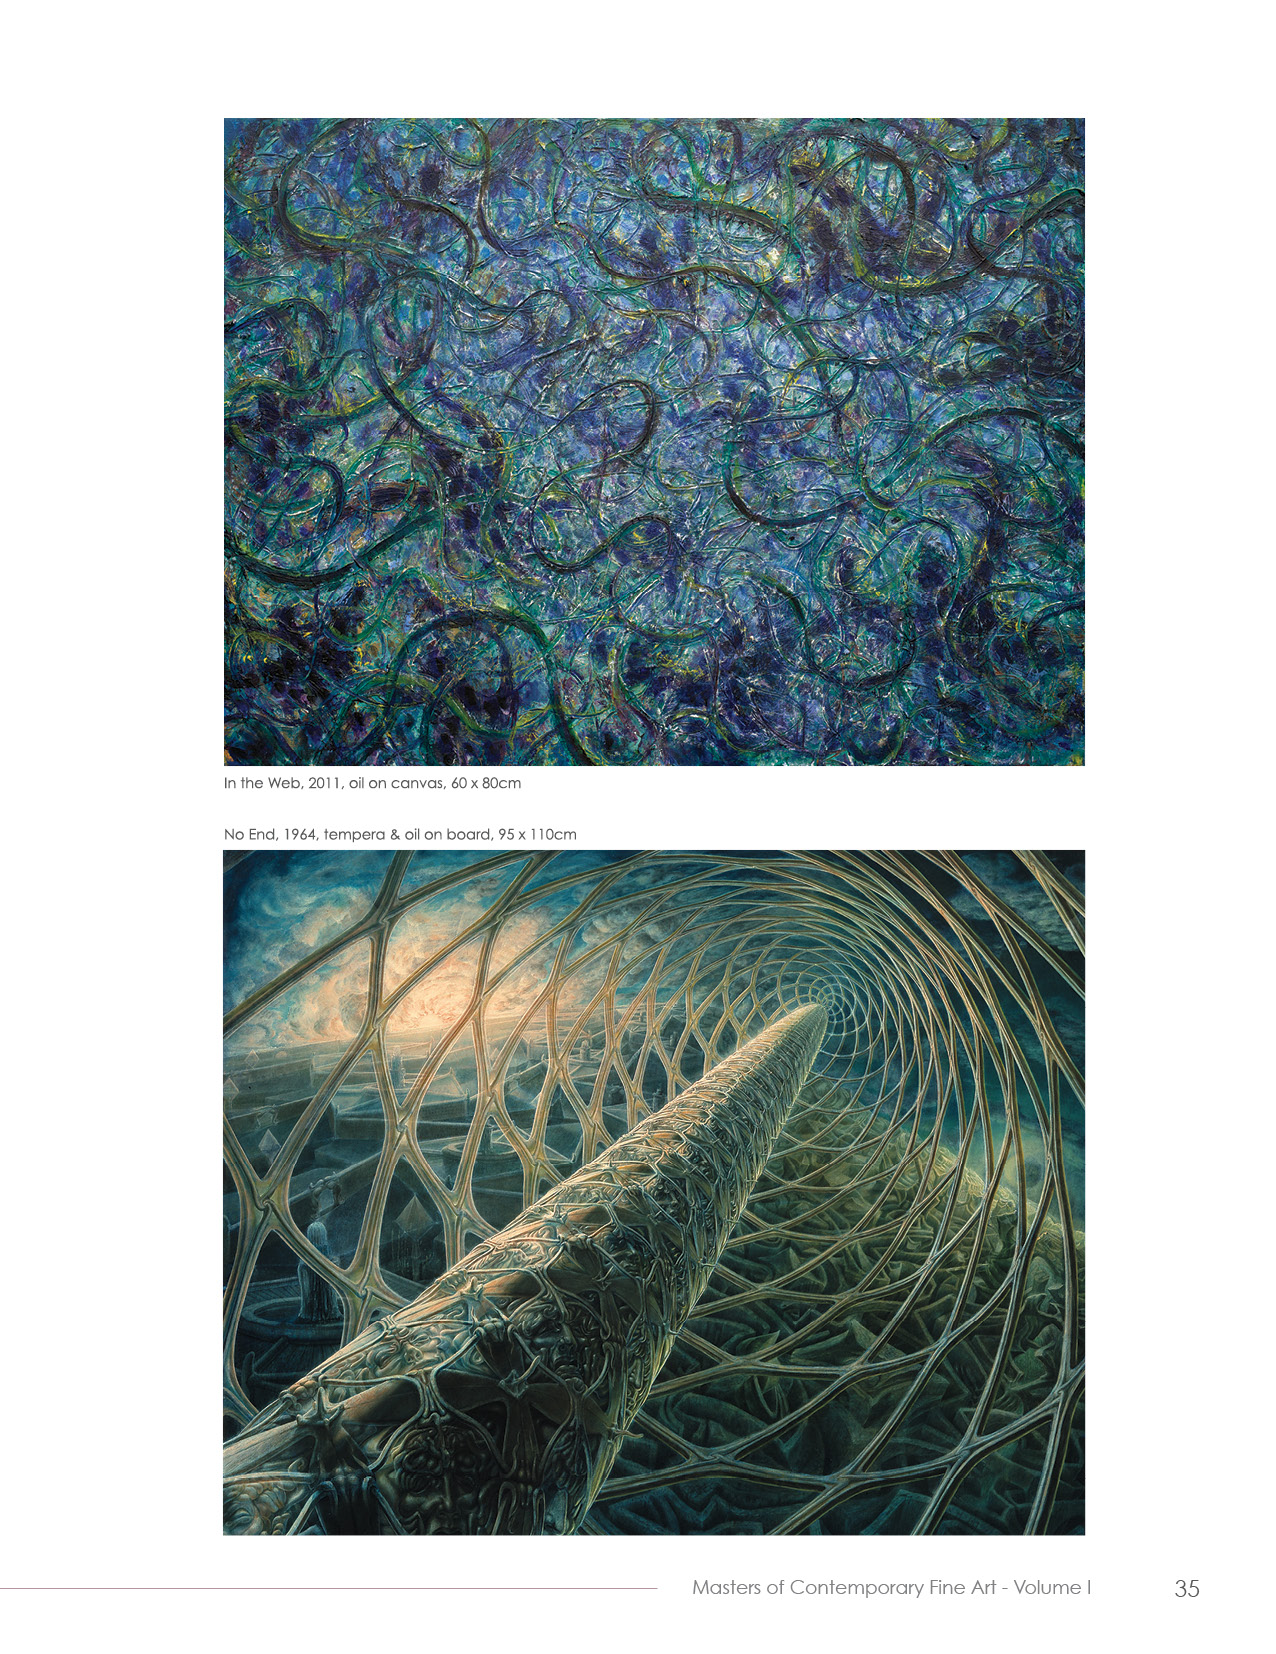 In the Web, 2011, oil on canvas, 60 x 80cm
No End, 1964, tempera & oil on board, 95 x 110cm
Masters of Contemporary Fine Art - Volume I
35